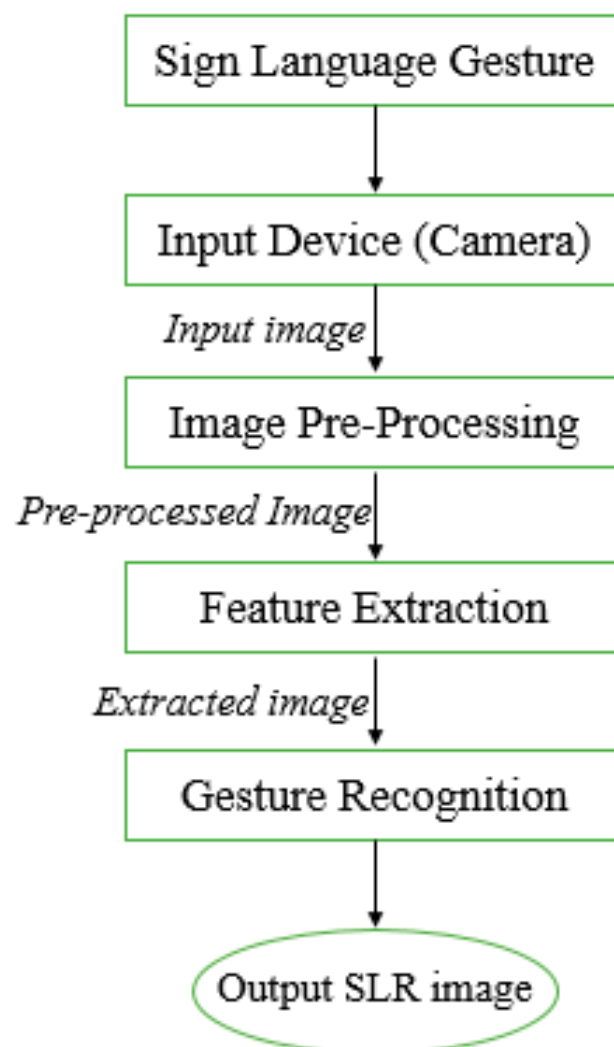 Sign Language Gesture
Input Device (Camera)
Input image
Image Pre-Processing
Pre-processed Image
Feature Extraction
Extracted image
Gesture Recognition
Output SLR image